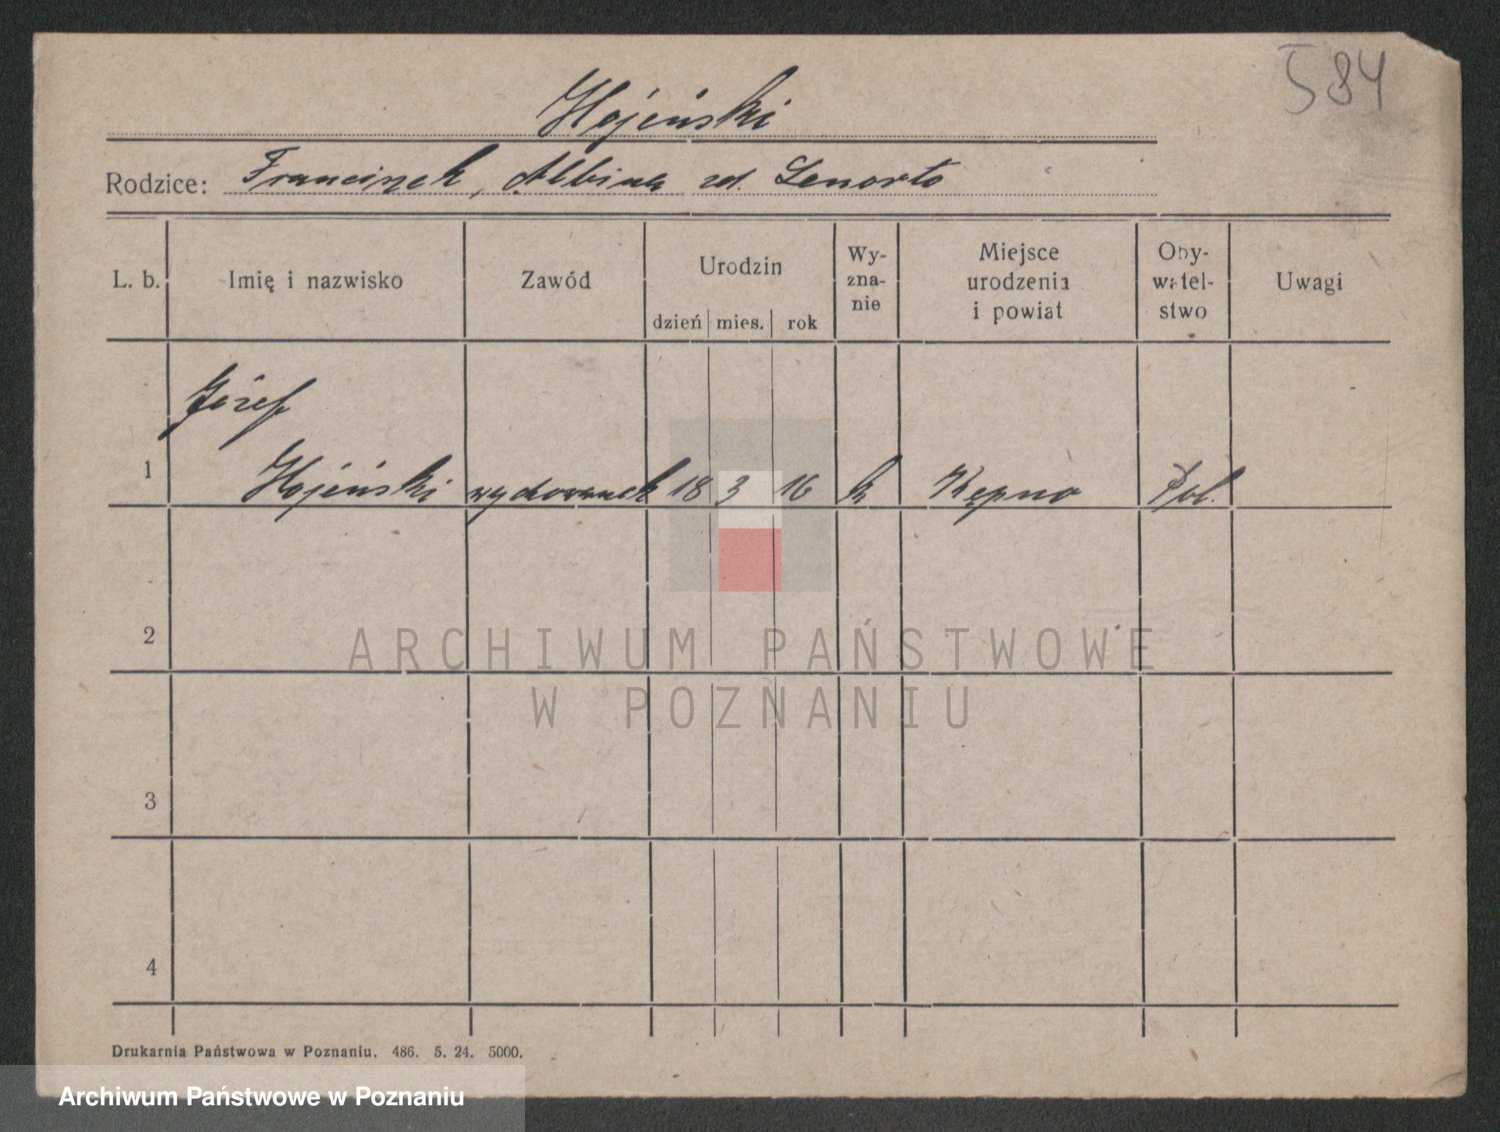 584
Hojeński
Rodzice: Franciszek, Albina zd. Lenorto
L. b.
Imię i nazwisko
Zawód
Urodzin
dzień mies. rok
Wy-
zna-
nie
Miejsce
urodzenia
i powiat
Oby-
watel-
stwo
Uwagi
Józef
1 Hojeński wychowanek 18 3 16 k Kępno Pol.
2
ARCHIWUM PAŃSTWOWE
W POZNANIU
3
4
Drukarnia Państwowa w Poznaniu. 486. 5. 24. 5000.
Archiwum Państwowe w Poznaniu